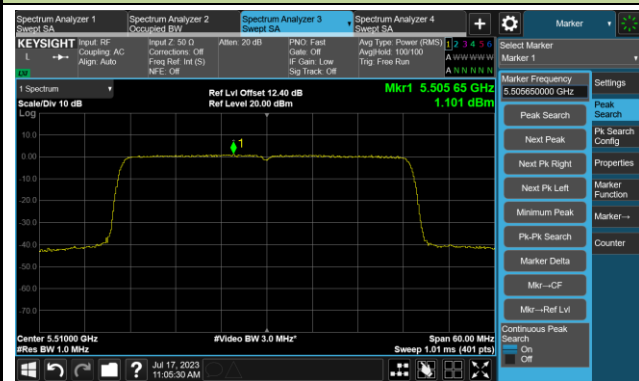 Spectrum Analyzer 1
Swept SA
Spectrum Analyzer 2
Occupied BW
Spectrum Analyzer 3
Swept SA
Spectrum Analyzer 4
Swept SA
Marker
KEYSIGHT
L
Input: RF
Coupling: AC
Align: Auto
Input Z: 50 Ω
Corrections: Off
Freq Ref: Int (S)
NFE: Off
Atten: 20 dB
PNO: Fast
Gate: Off
IF Gain: Low
Sig Track: Off
Avg Type: Power (RMS)
Avg|Hold: 100/100
Trig: Free Run
1 2 3 4 5 6
A W W W W W
A N N N N N
Select Marker
Marker 1
1 Spectrum
Scale/Div 10 dB
Log
Ref Lvl Offset 12.40 dB
Ref Level 20.00 dBm
Mkr1 5.505 65 GHz
1.101 dBm
10.0
0.00
-10.0
-20.0
-30.0
-40.0
-50.0
-60.0
-70.0
1
Center 5.51000 GHz
#Res BW 1.0 MHz
#Video BW 3.0 MHz*
Span 60.00 MHz
Sweep 1.01 ms (401 pts)
Jul 17, 2023
11:05:30 AM
Marker Frequency
5.505650000 GHz
Peak Search
Next Peak
Next Pk Right
Next Pk Left
Minimum Peak
Pk-Pk Search
Marker Delta
Mkr→CF
Mkr→Ref Lvl
Continuous Peak
Search
On
Off
Settings
Peak
Search
Pk Search
Config
Properties
Marker
Function
Marker→
Counter